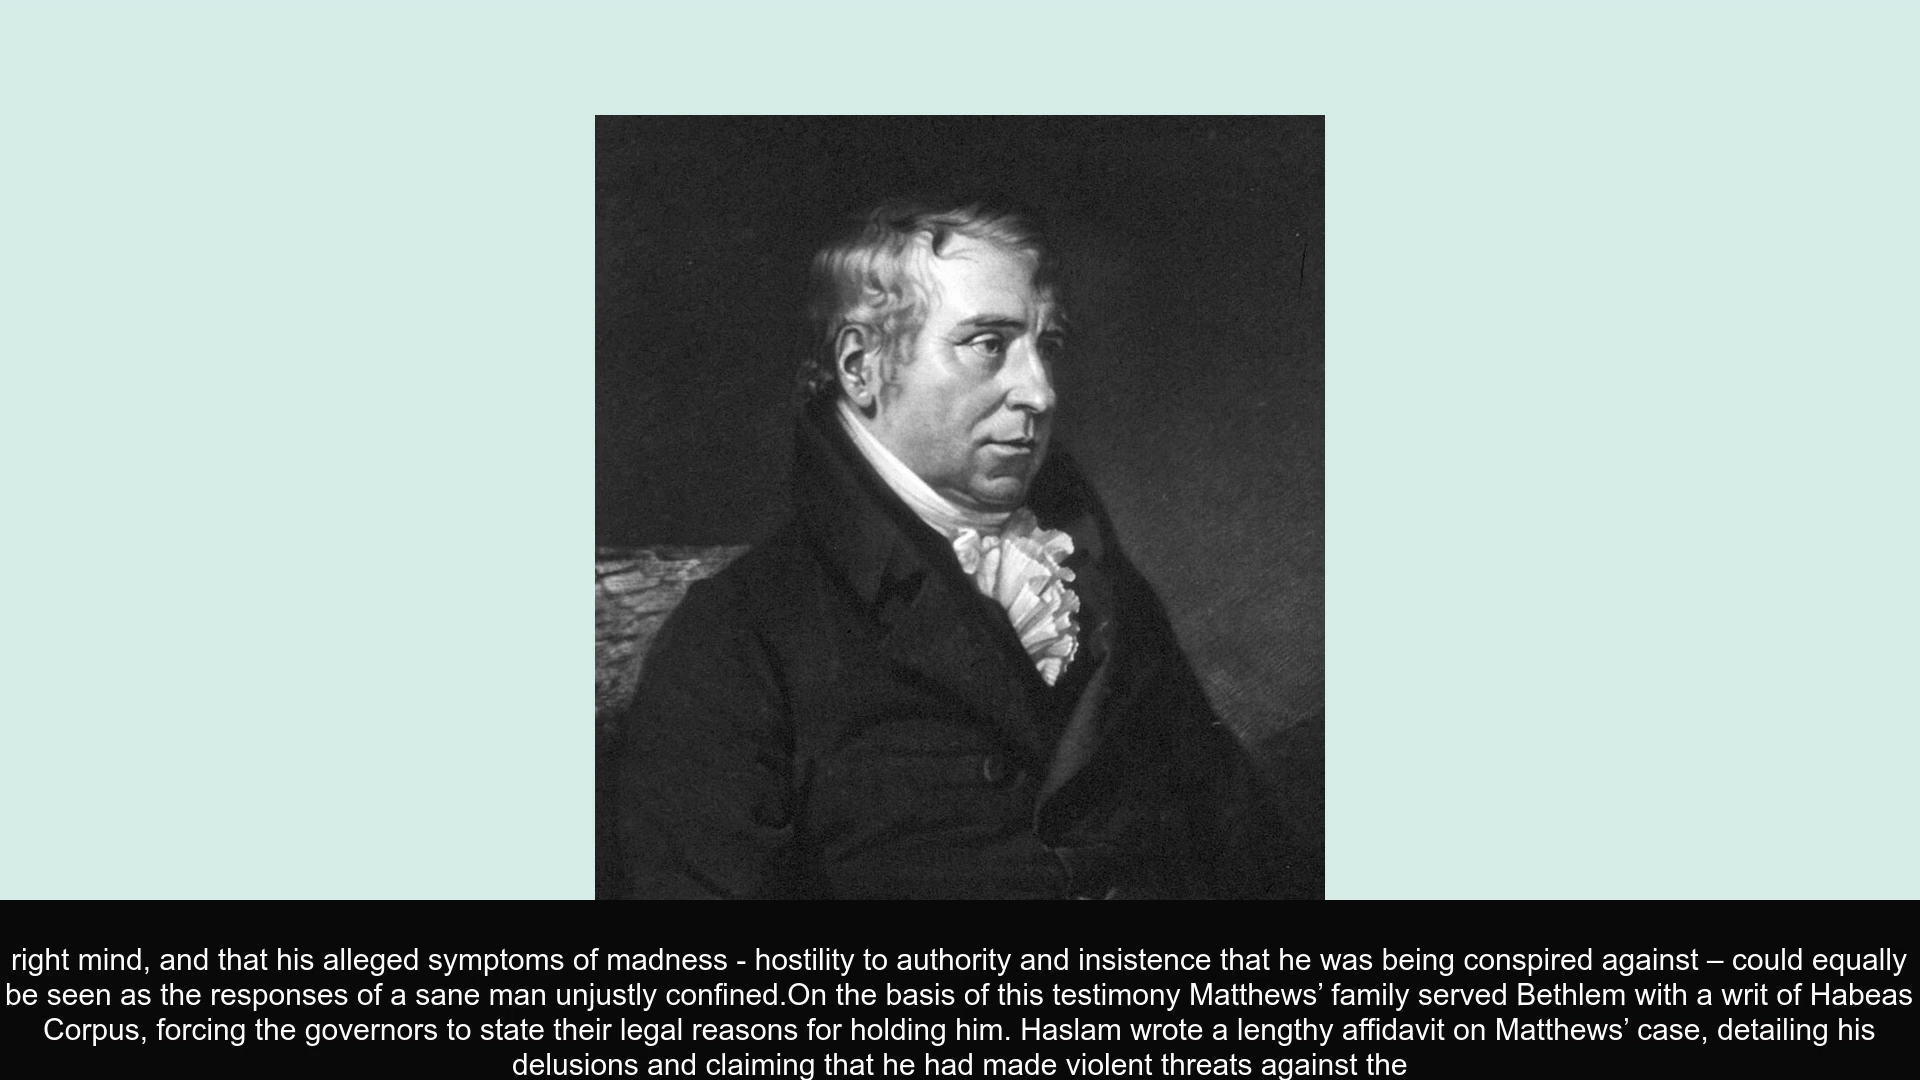 right mind, and that his alleged symptoms of madness - hostility to authority and insistence that he was being conspired against – could equally
be seen as the responses of a sane man unjustly confined.On the basis of this testimony Matthews’ family served Bethlem with a writ of Habeas
Corpus, forcing the governors to state their legal reasons for holding him. Haslam wrote a lengthy affidavit on Matthews’ case, detailing his
delusions and claiming that he had made violent threats against the